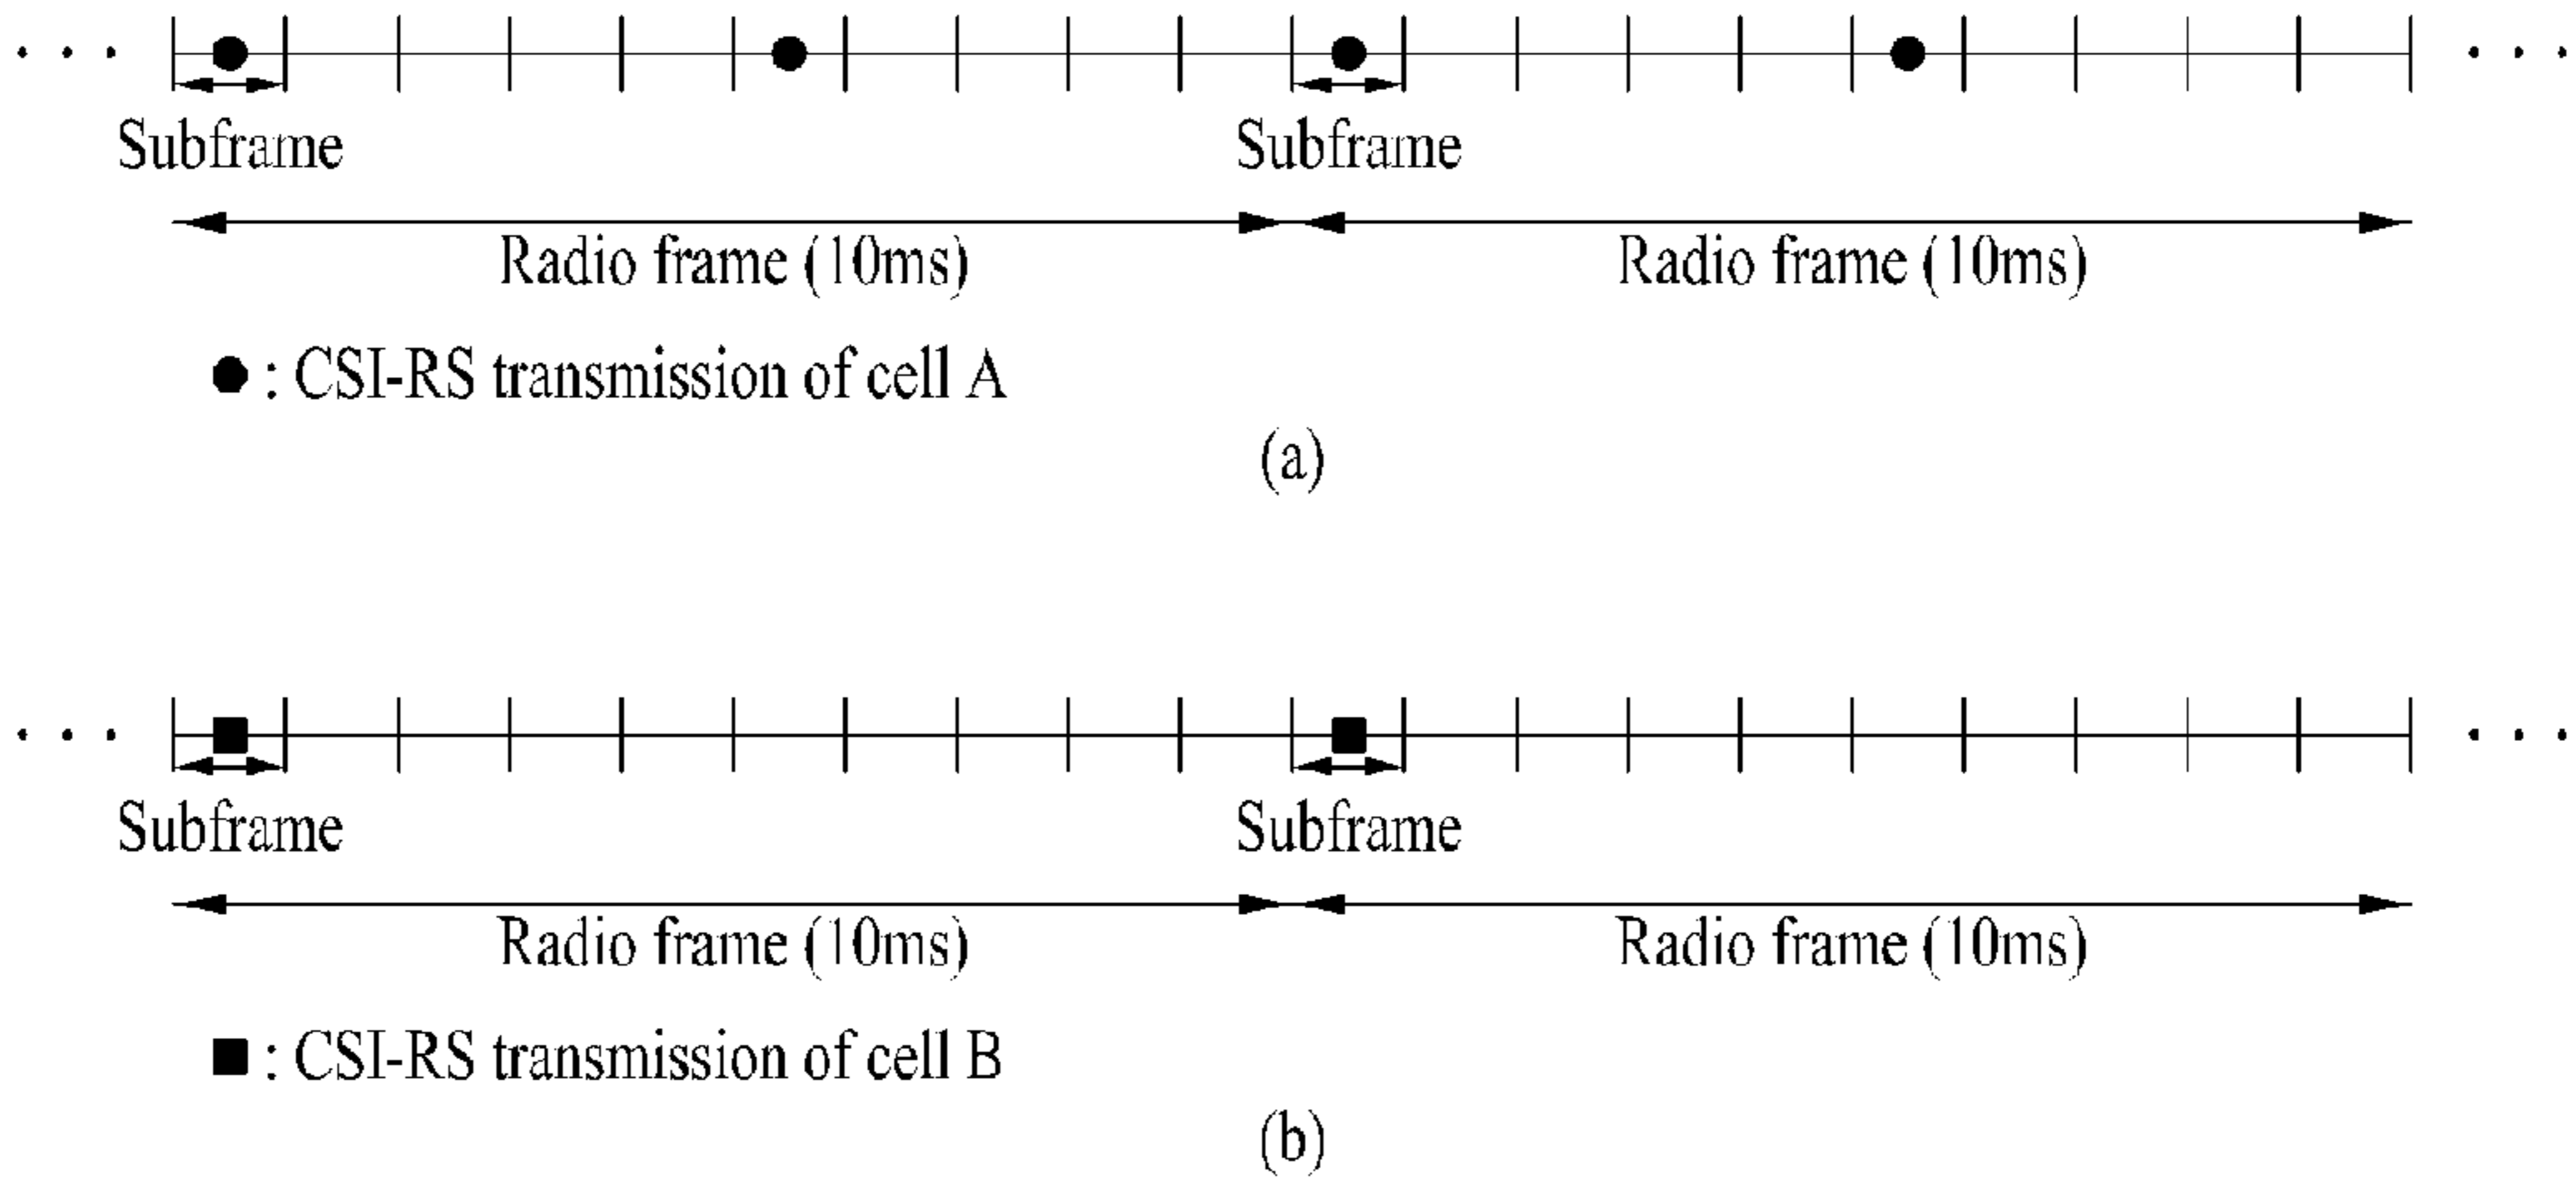 Subframe Subframe
Radio frame (10ms) Radio frame (10ms)
● : CSI-RS transmission of cell A
(a)
Subframe Subframe
Radio frame (10ms) Radio frame (10ms)
■ : CSI-RS transmission of cell B
(b)